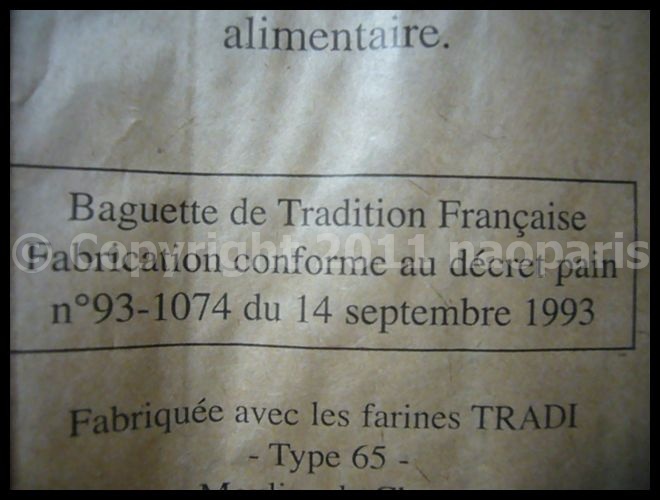 alimentaire.
Baguette de Tradition Française
© Copyright 2011 naoparis
Fabrication conforme au décret pain
n°93-1074 du 14 septembre 1993
Fabriquée avec les farines TRADI
- Type 65 -